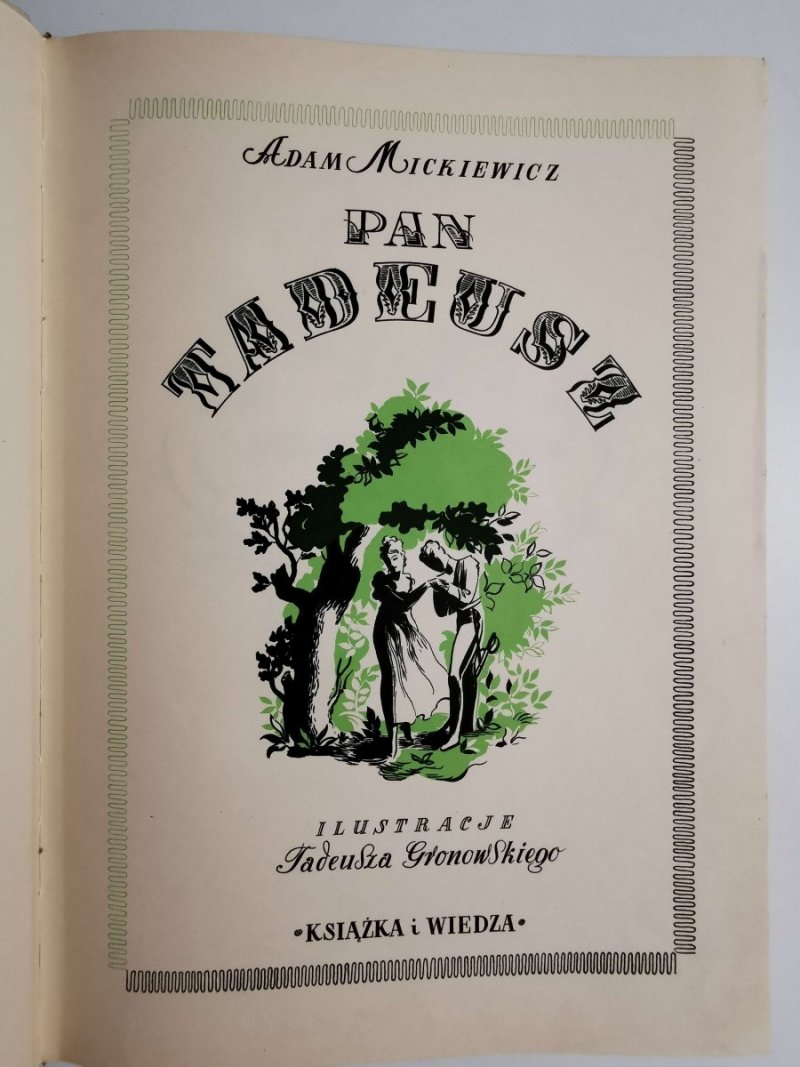 ADAM MICKIEWICZ
PAN
TADEUSZ
ILUSTRACJE
Tadeusza Gronowskiego
•KSIĄŻKA i WIEDZA•